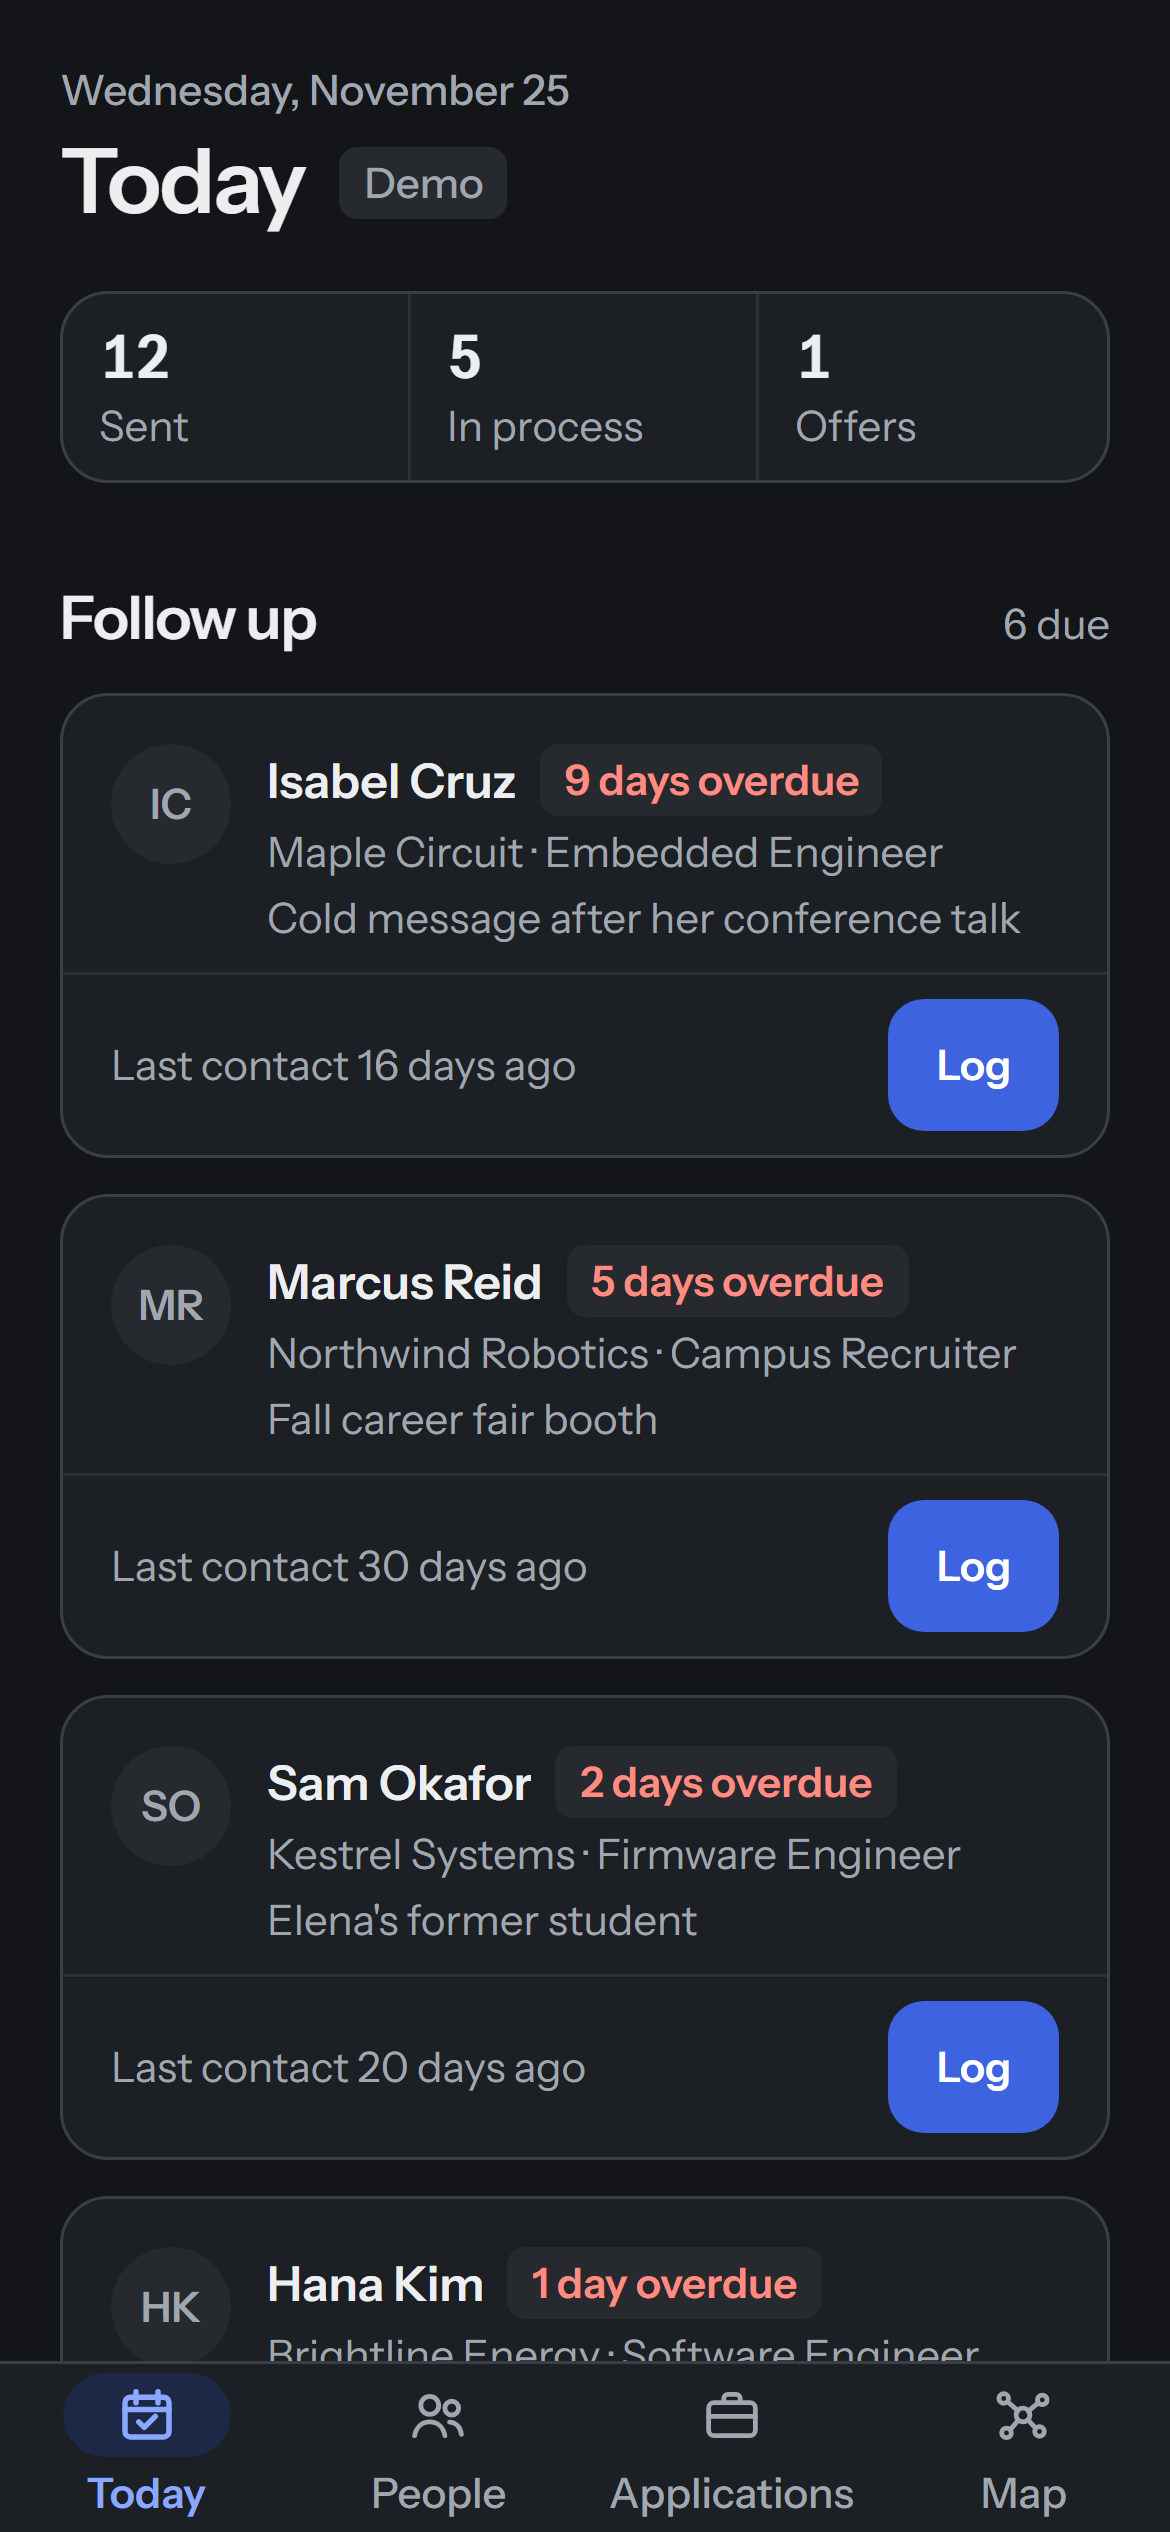 Wednesday, November 25
Today
Demo
12
Sent
5
In process
1
Offers
Follow up
6 due
IC
Isabel Cruz
9 days overdue
Maple Circuit · Embedded Engineer
Cold message after her conference talk
Last contact 16 days ago
Log
MR
Marcus Reid
5 days overdue
Northwind Robotics · Campus Recruiter
Fall career fair booth
Last contact 30 days ago
Log
SO
Sam Okafor
2 days overdue
Kestrel Systems · Firmware Engineer
Elena's former student
Last contact 20 days ago
Log
HK
Hana Kim
1 day overdue
Brightline Energy · Software Engineer
Today
People
Applications
Map